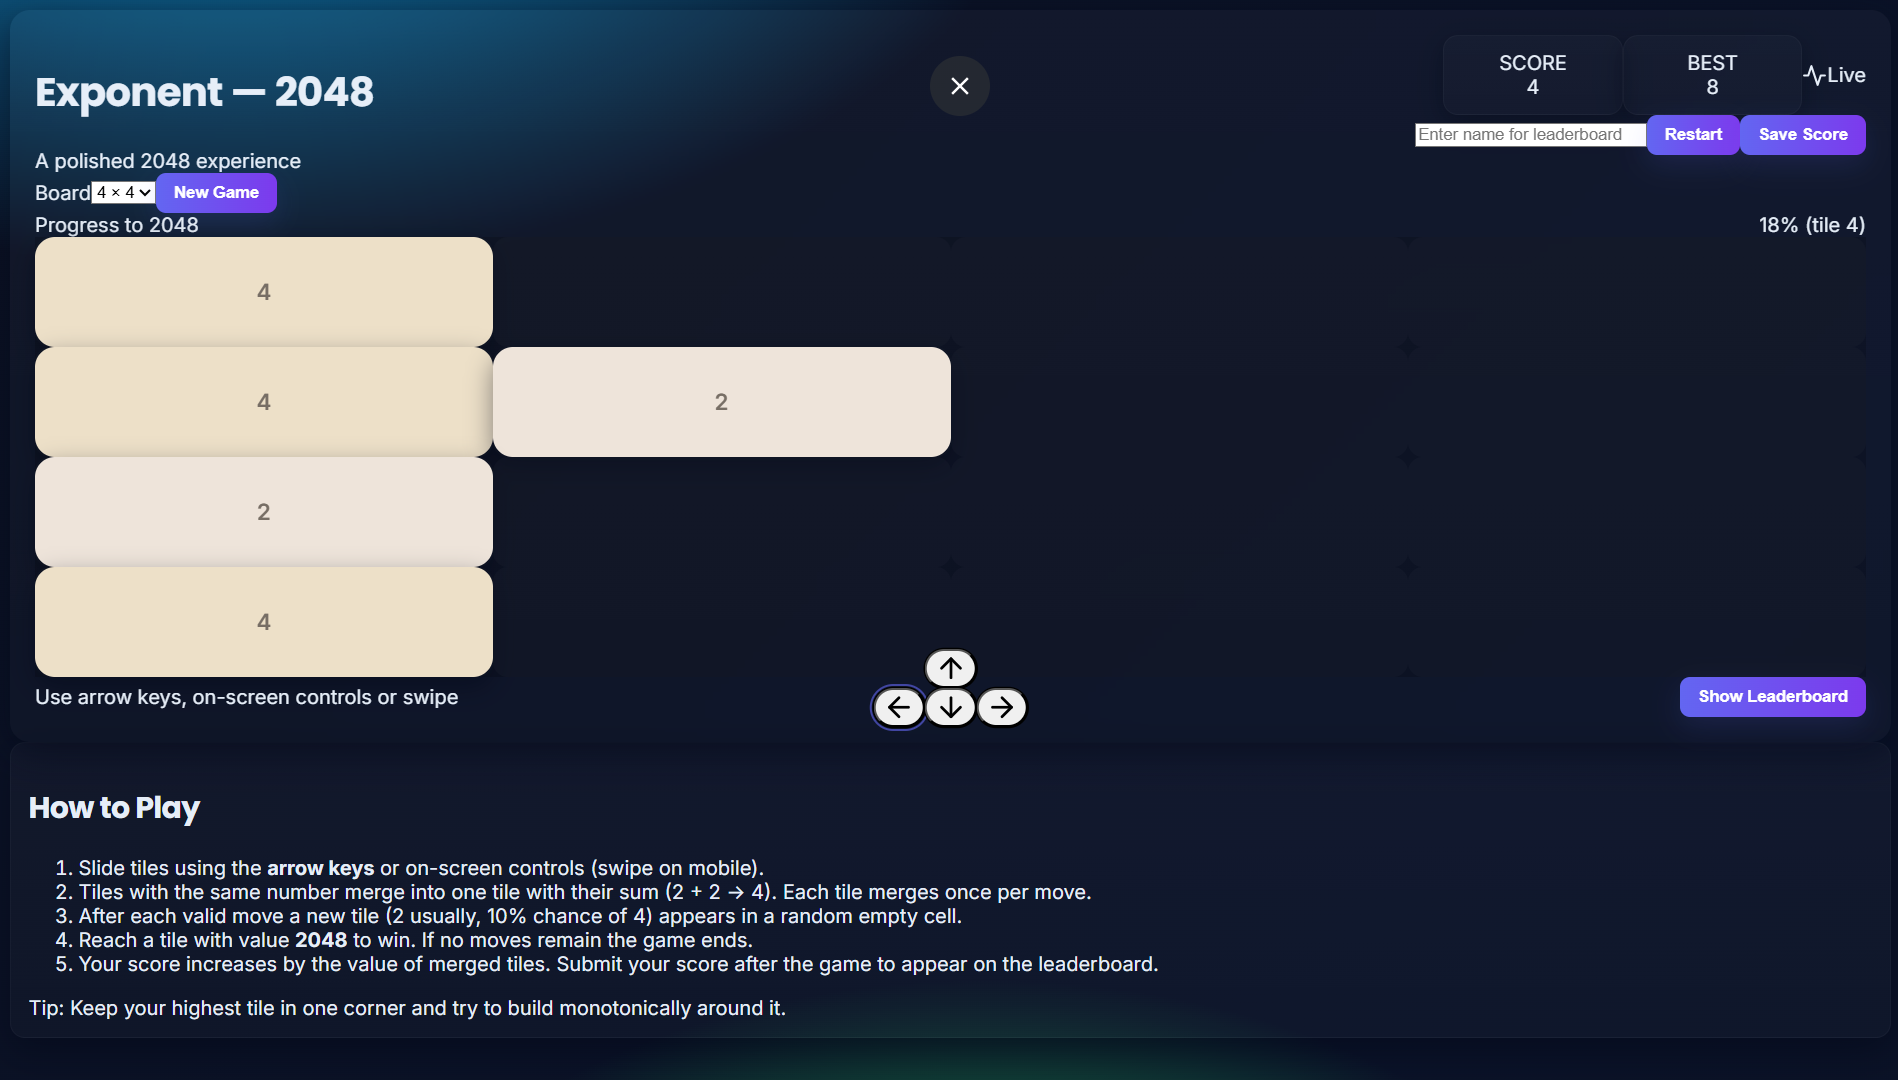 Exponent — 2048
SCORE
4
BEST
8
Live
Enter name for leaderboard
Restart
Save Score
A polished 2048 experience
Board
4 × 4
New Game
Progress to 2048
18% (tile 4)
4
4
2
2
4
Use arrow keys, on-screen controls or swipe
Show Leaderboard
How to Play
1. Slide tiles using the arrow keys or on-screen controls (swipe on mobile).
2. Tiles with the same number merge into one tile with their sum (2 + 2 → 4). Each tile merges once per move.
3. After each valid move a new tile (2 usually, 10% chance of 4) appears in a random empty cell.
4. Reach a tile with value 2048 to win. If no moves remain the game ends.
5. Your score increases by the value of merged tiles. Submit your score after the game to appear on the leaderboard.
Tip: Keep your highest tile in one corner and try to build monotonically around it.